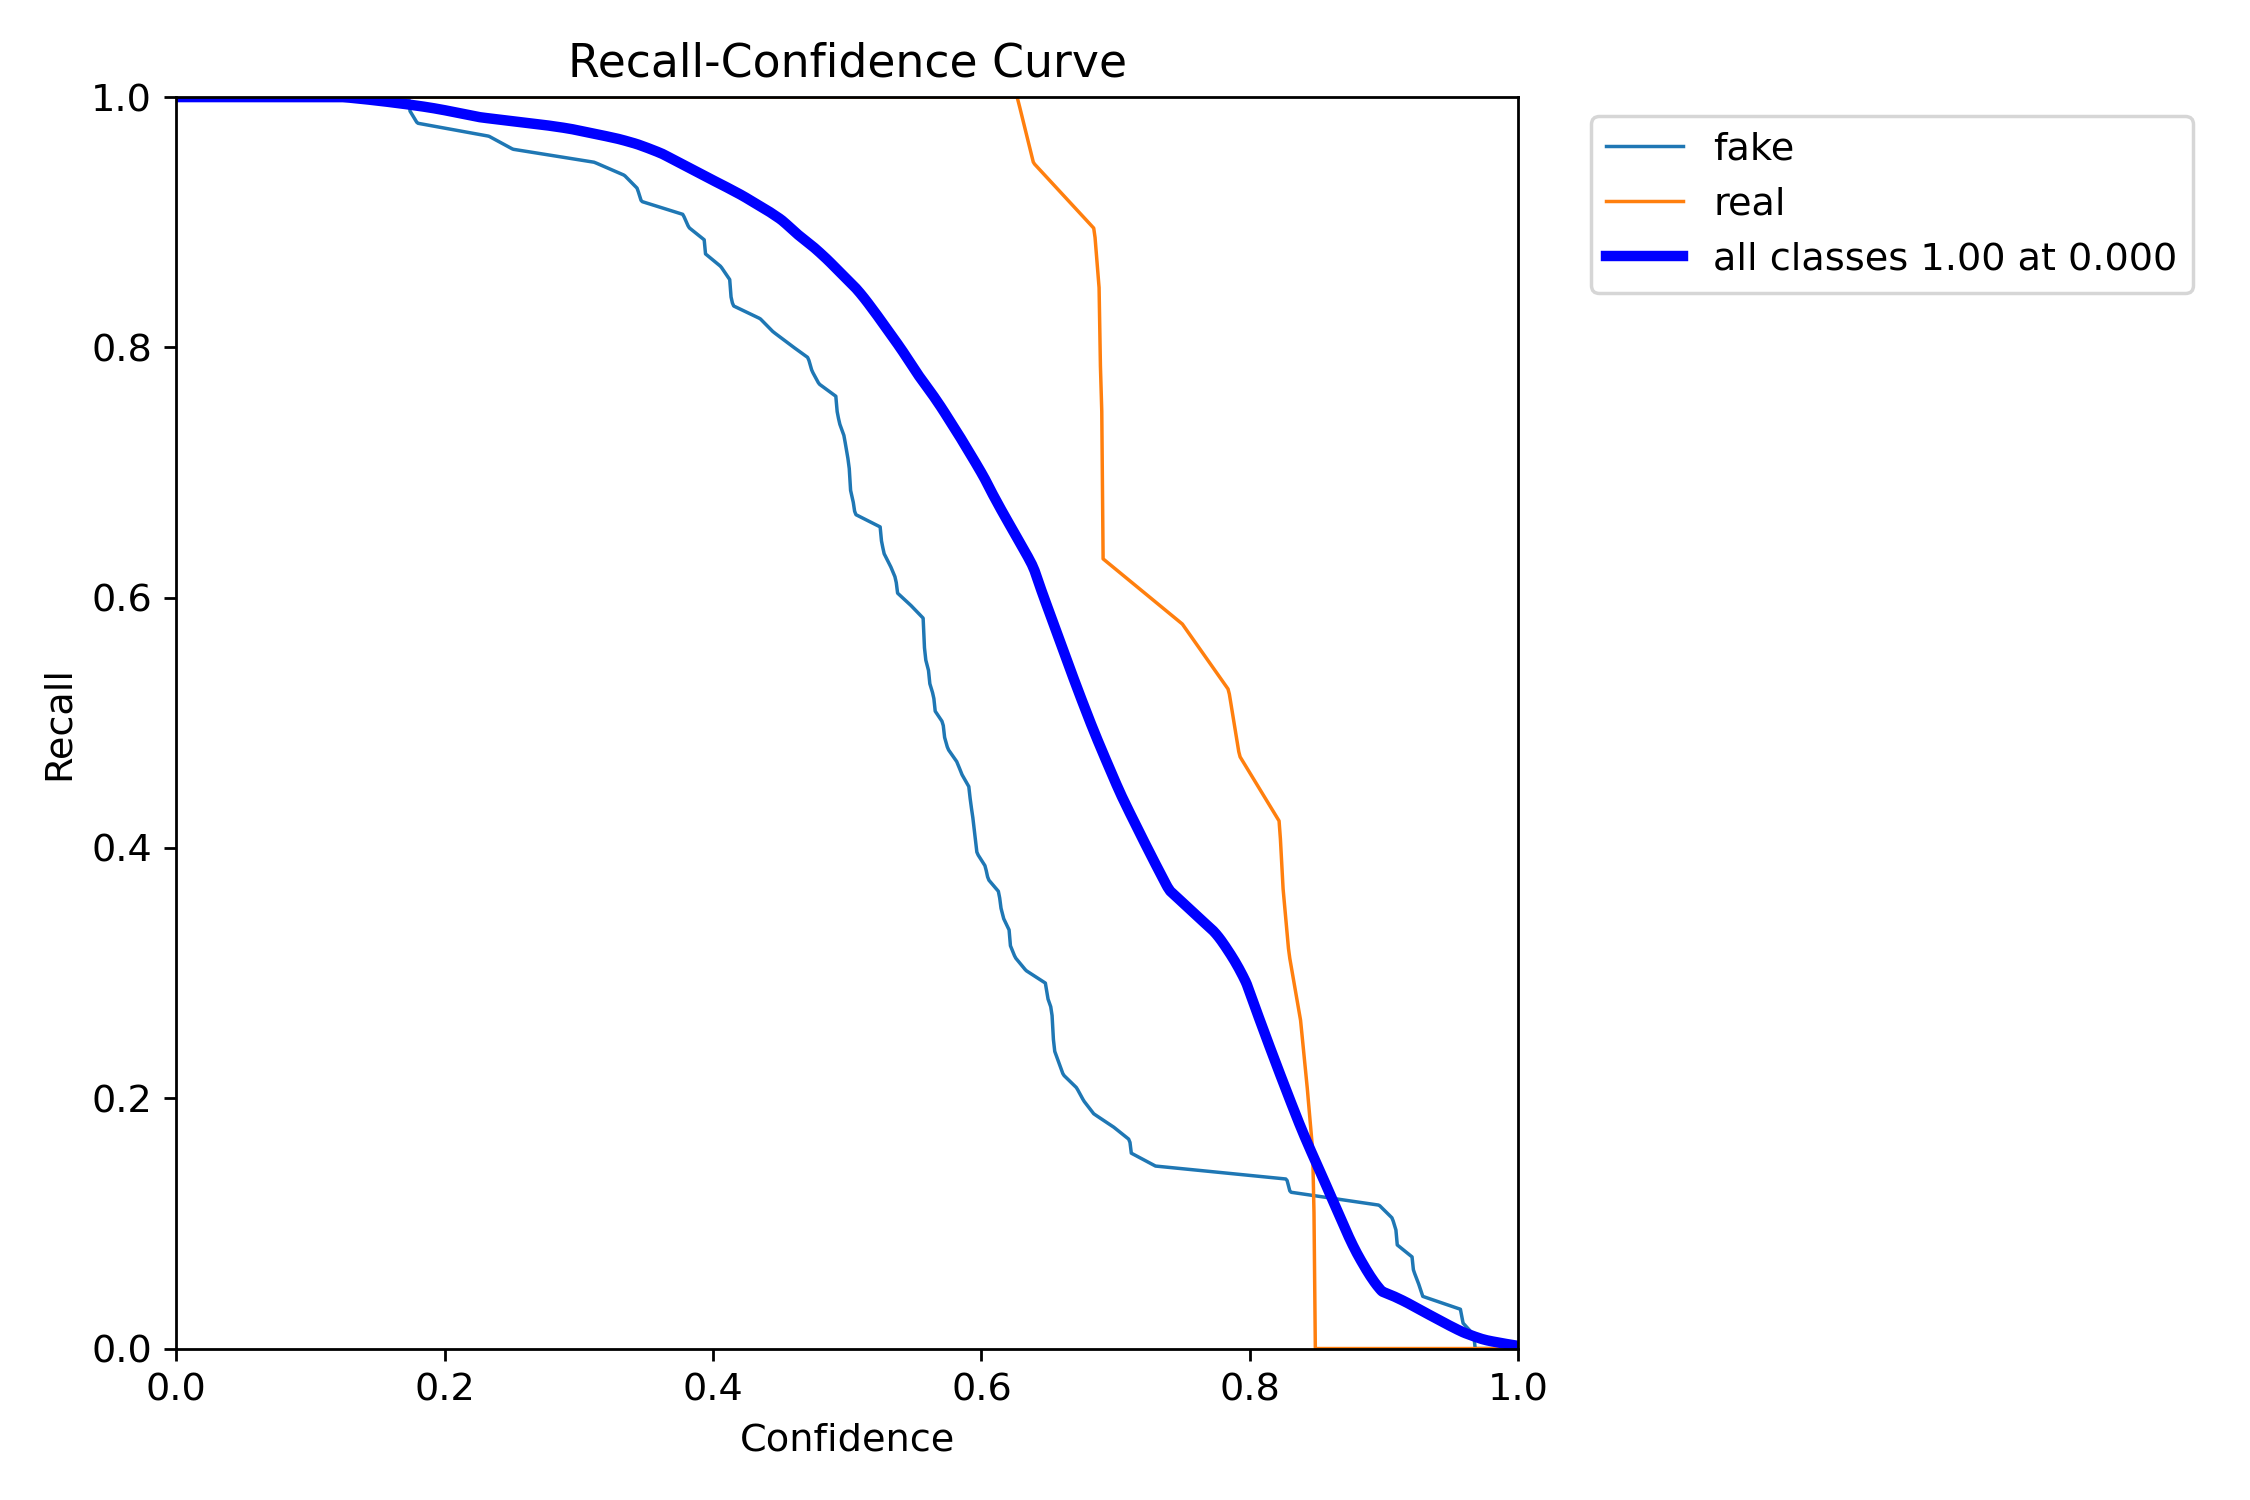 Recall-Confidence Curve
1.0
0.8
0.6
0.4
0.2
0.0
Recall
0.0 0.2 0.4 0.6 0.8 1.0
Confidence
fake
real
all classes 1.00 at 0.000